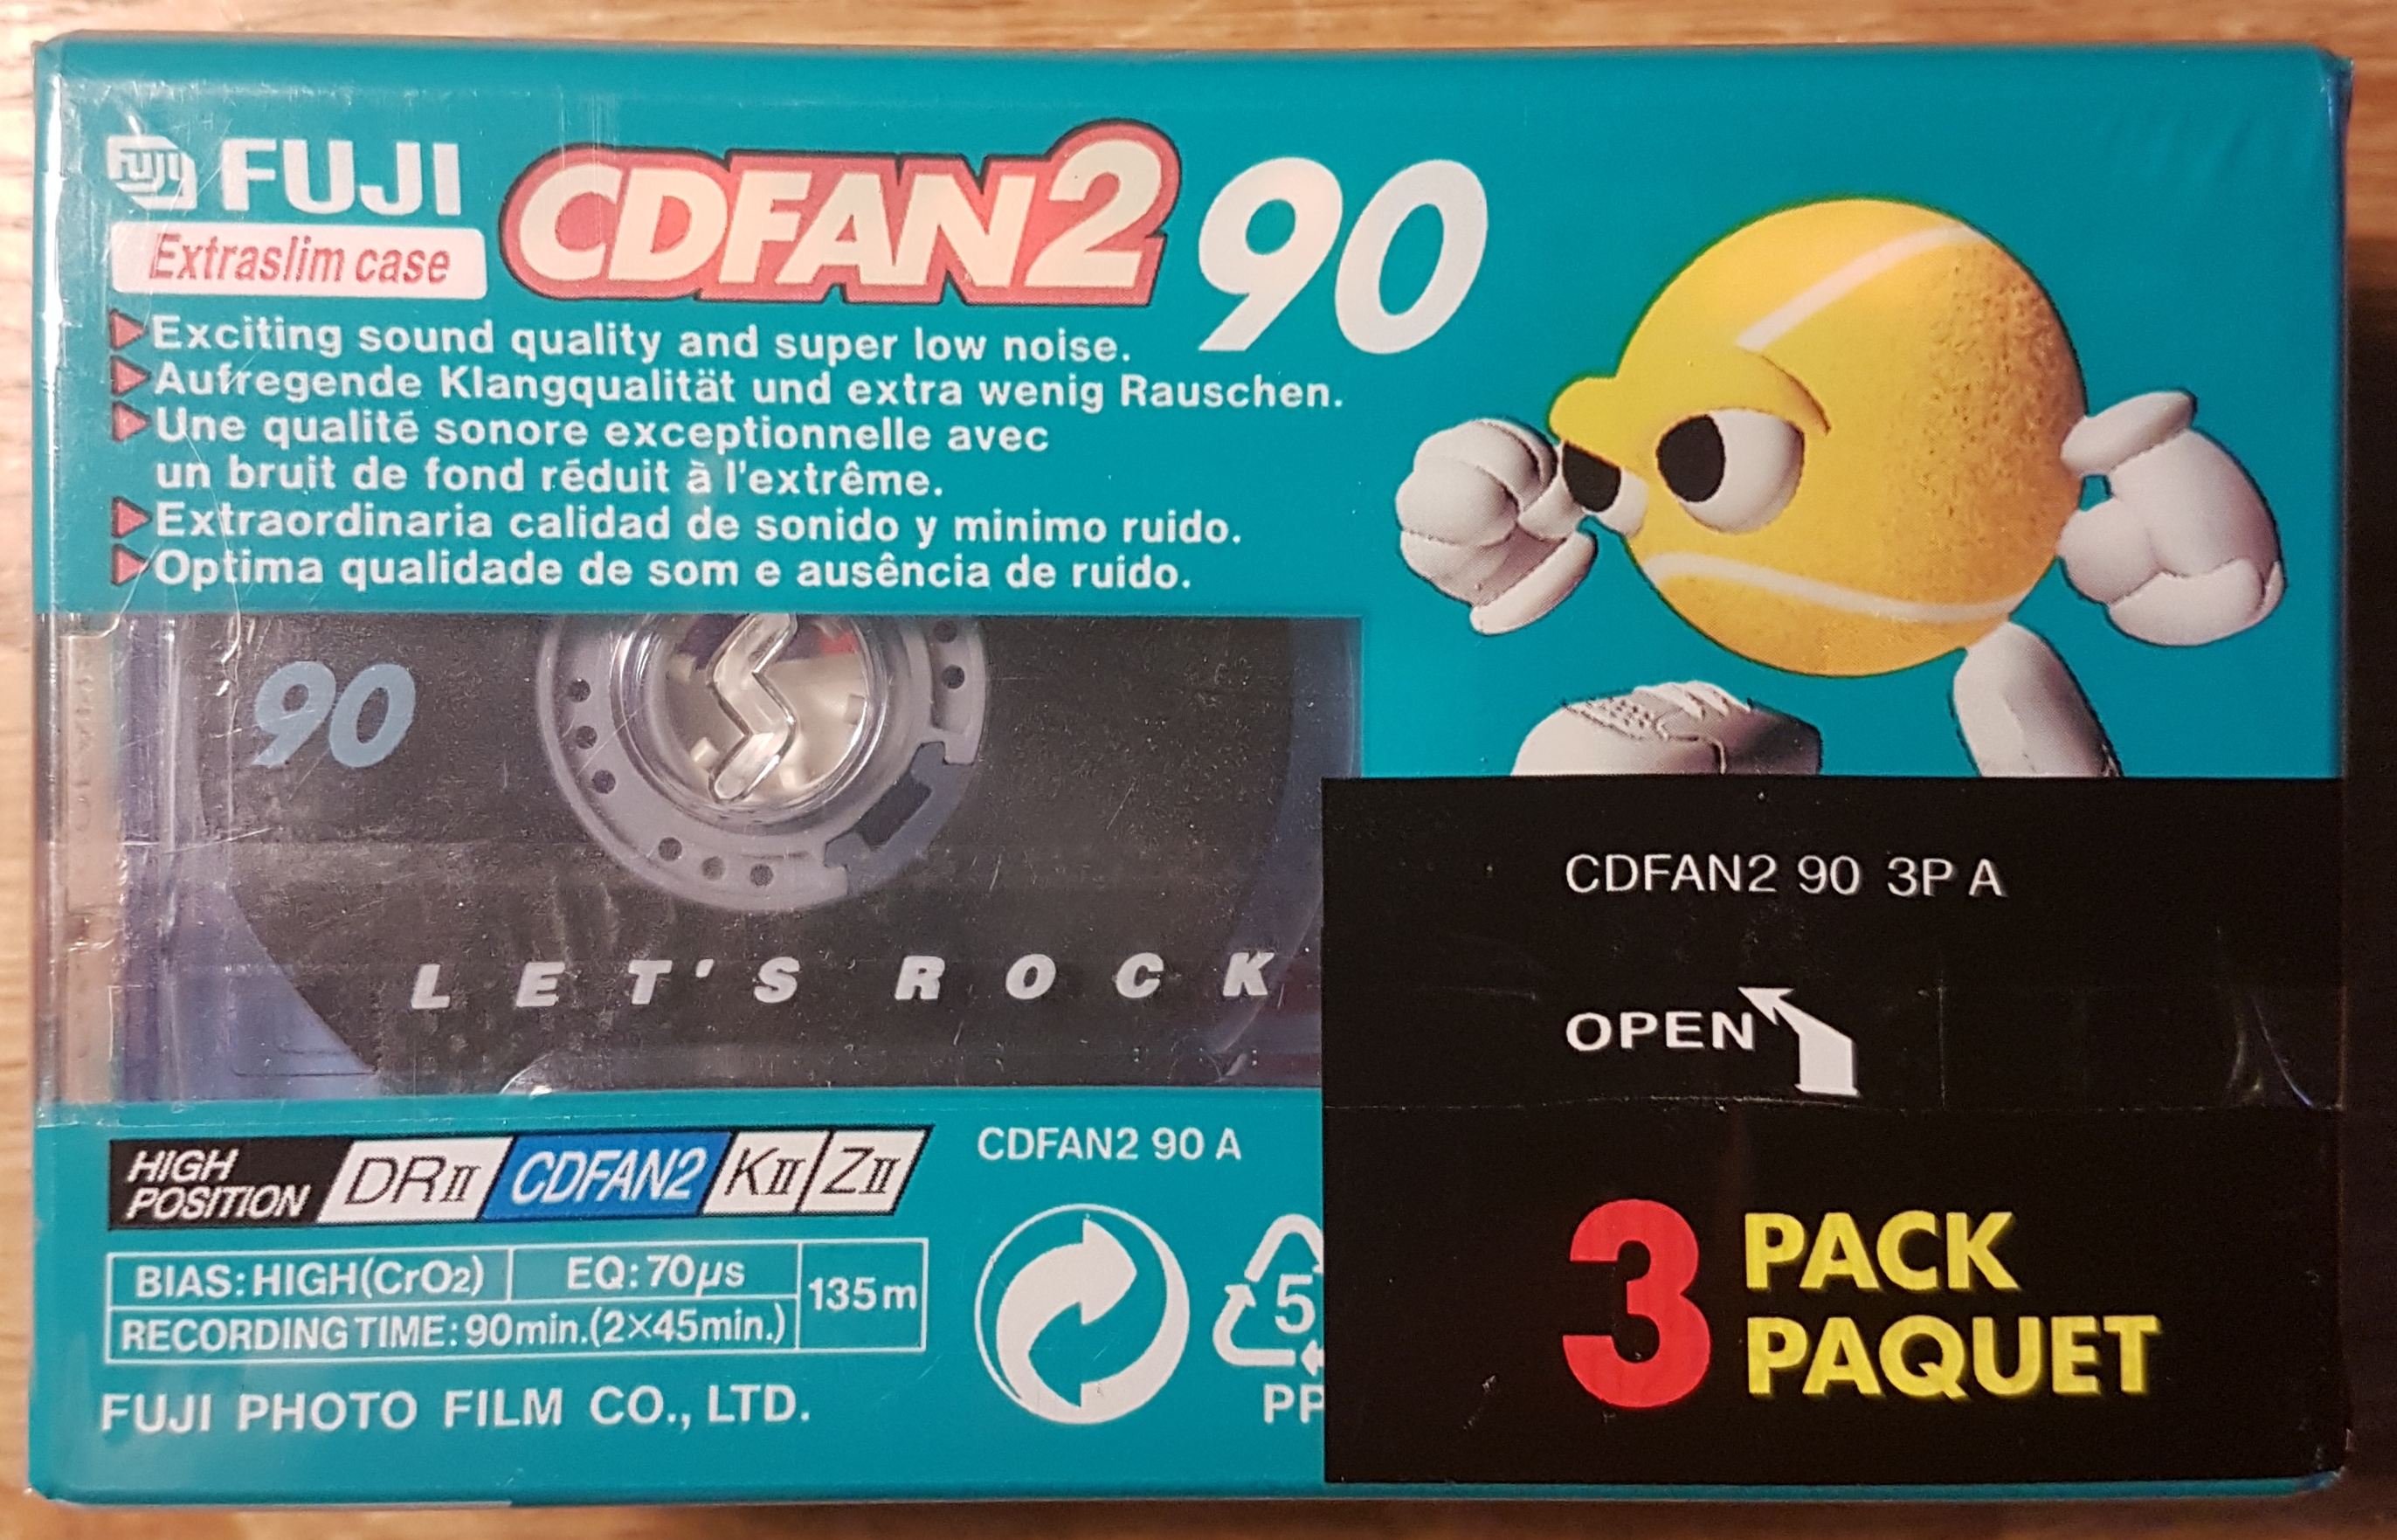 FUJI FUJI
Extraslim case
CDFAN2 90
Exciting sound quality and super low noise.
Aufregende Klangqualität und extra wenig Rauschen.
Une qualité sonore exceptionnelle avec
un bruit de fond réduit à l'extrême.
Extraordinaria calidad de sonido y minimo ruido.
Optima qualidade de som e ausência de ruído.
90
LET'S ROCK
HIGH
POSITION
DRII CDFAN2 KII ZII
BIAS:HIGH(CrO2) EQ:70µs
RECORDING TIME:90min.(2×45min.)
135m
FUJI PHOTO FILM CO., LTD.
CDFAN2 90 A
5
PP
CDFAN2 90 3P A
OPEN
3 PACK
PAQUET